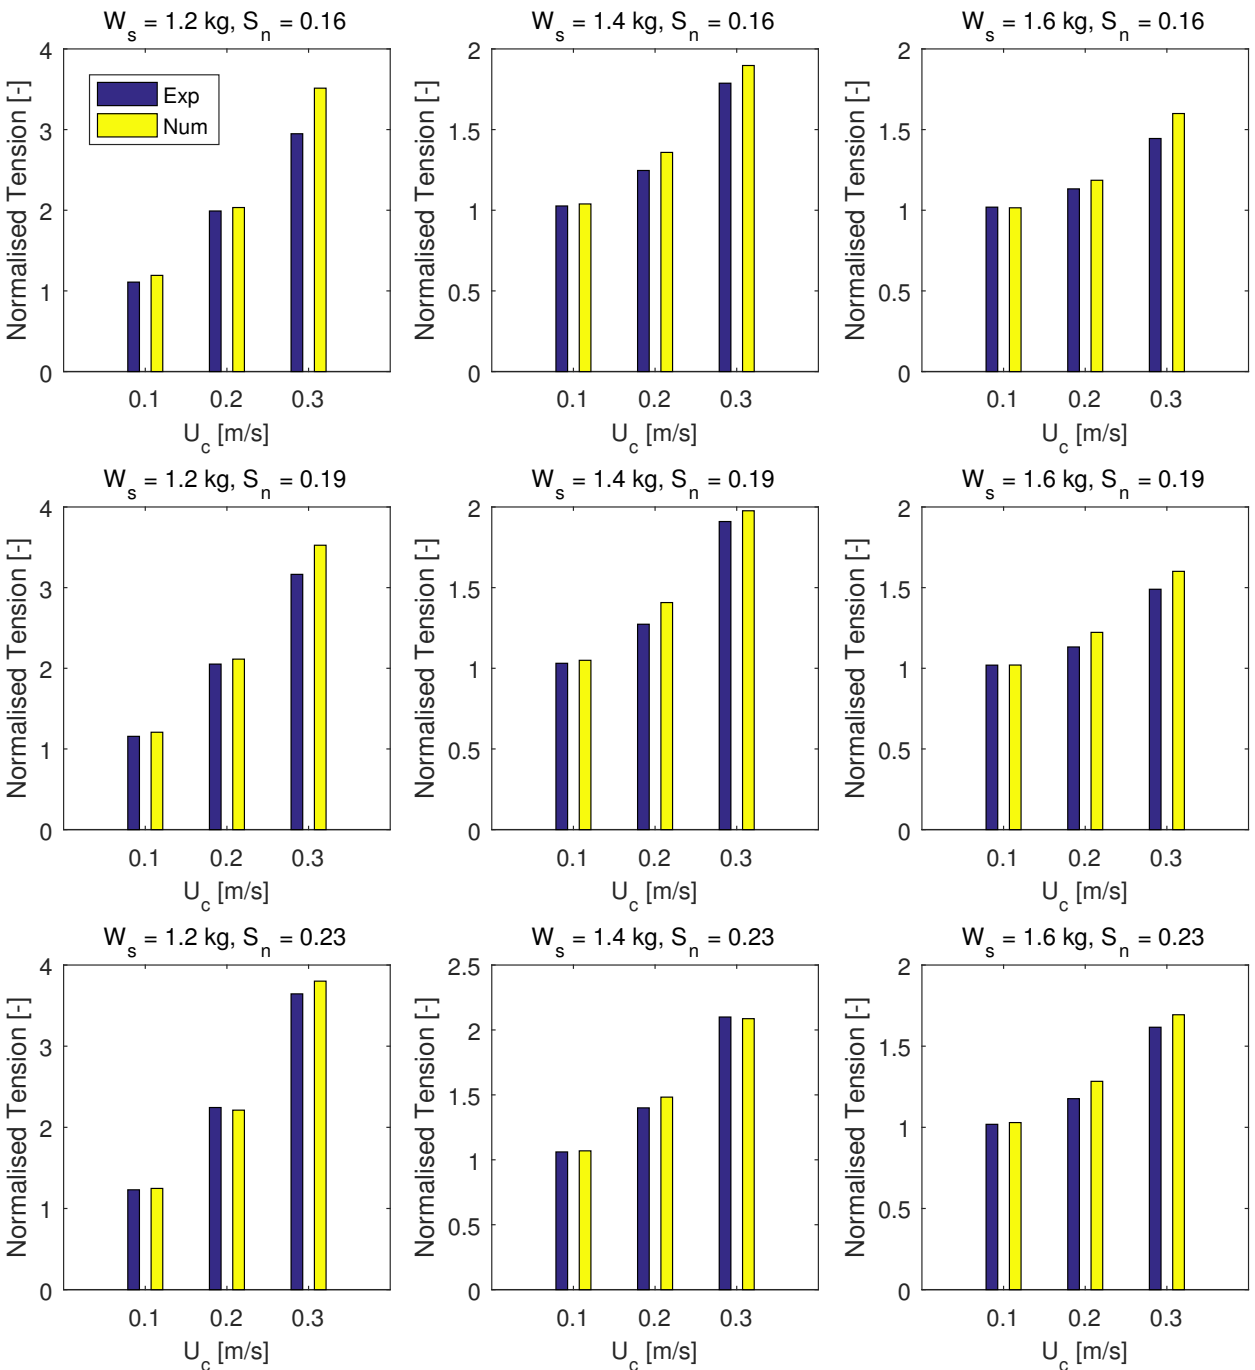 W_s = 1.2 kg, S_n = 0.16
Normalised Tension [-]
4
3
2
1
0
Exp
Num
0.1 0.2 0.3
U_c [m/s]
W_s = 1.4 kg, S_n = 0.16
Normalised Tension [-]
2
1.5
1
0.5
0
0.1 0.2 0.3
U_c [m/s]
W_s = 1.6 kg, S_n = 0.16
Normalised Tension [-]
2
1.5
1
0.5
0
0.1 0.2 0.3
U_c [m/s]
W_s = 1.2 kg, S_n = 0.19
Normalised Tension [-]
4
3
2
1
0
0.1 0.2 0.3
U_c [m/s]
W_s = 1.4 kg, S_n = 0.19
Normalised Tension [-]
2
1.5
1
0.5
0
0.1 0.2 0.3
U_c [m/s]
W_s = 1.6 kg, S_n = 0.19
Normalised Tension [-]
2
1.5
1
0.5
0
0.1 0.2 0.3
U_c [m/s]
W_s = 1.2 kg, S_n = 0.23
Normalised Tension [-]
4
3
2
1
0
0.1 0.2 0.3
U_c [m/s]
W_s = 1.4 kg, S_n = 0.23
Normalised Tension [-]
2.5
2
1.5
1
0.5
0
0.1 0.2 0.3
U_c [m/s]
W_s = 1.6 kg, S_n = 0.23
Normalised Tension [-]
2
1.5
1
0.5
0
0.1 0.2 0.3
U_c [m/s]